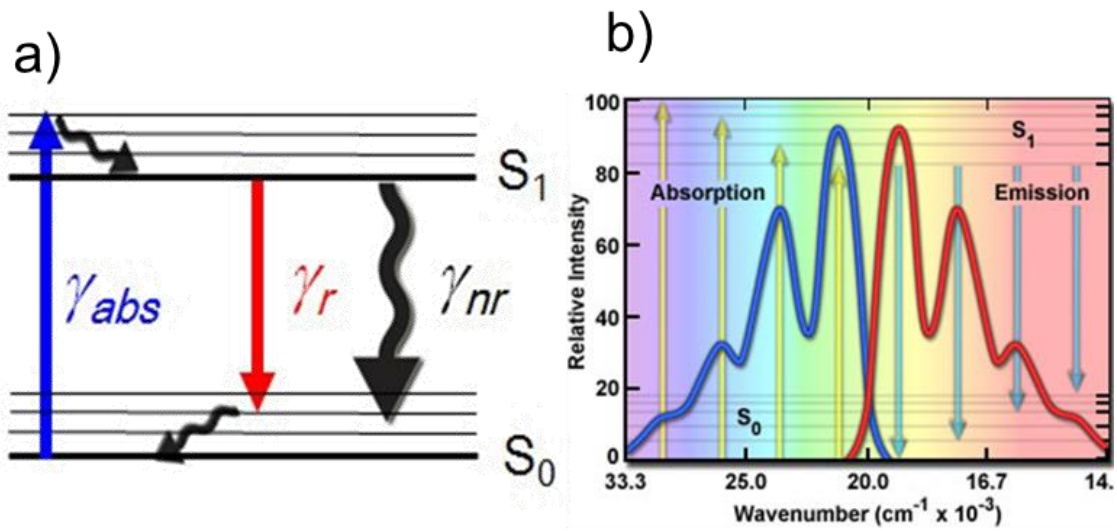 a)
S₁
γabs
γr
γnr
S₀
b)
100
80
60
40
20
0
Relative Intensity
S₁
Absorption
Emission
S₀
33.3 25.0 20.0 16.7 14.
Wavenumber (cm⁻¹ x 10⁻³)